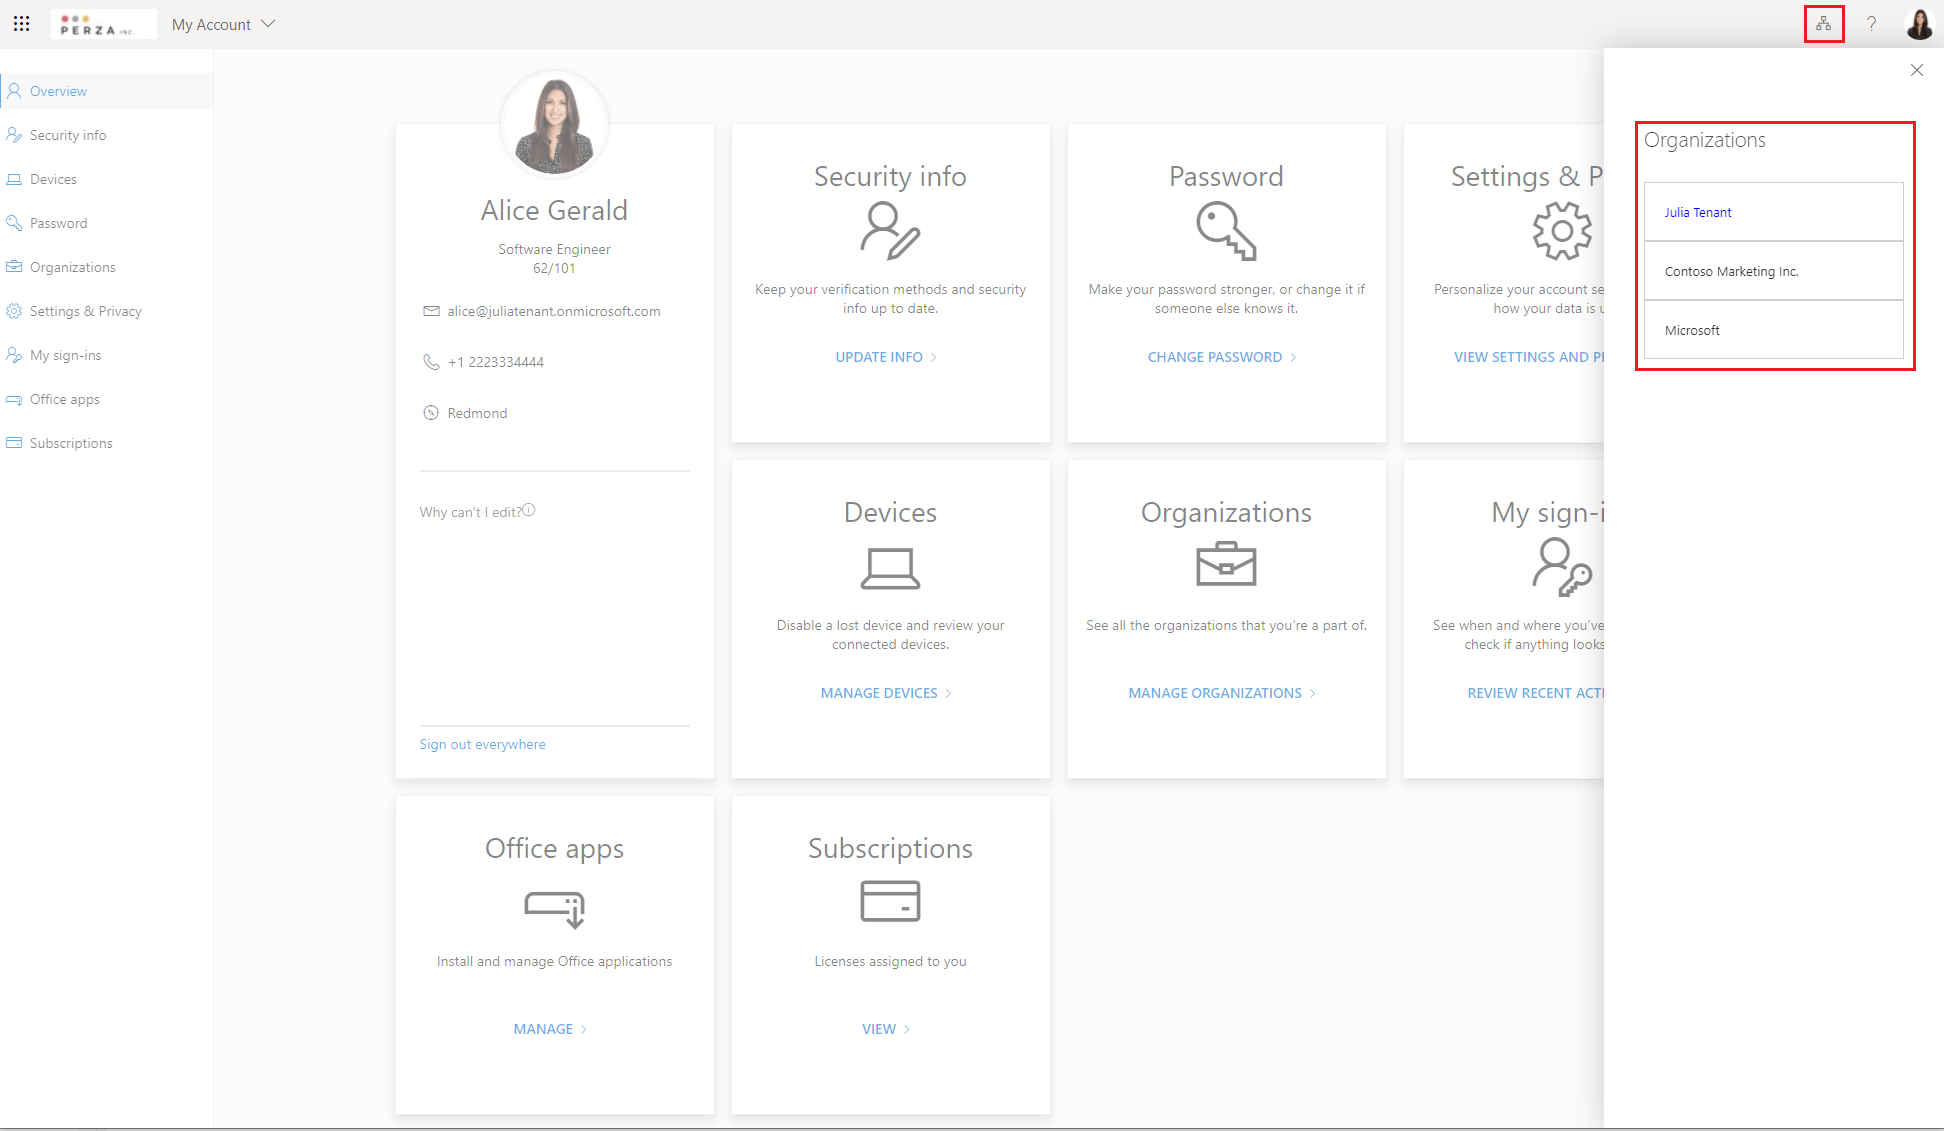 PERZA INC.
My Account
?
Overview
Security info
Devices
Password
Organizations
Settings & Privacy
My sign-ins
Office apps
Subscriptions
Alice Gerald
Software Engineer
62/101
alice@juliatenant.onmicrosoft.com
+1 2223334444
Redmond
Why can't I edit?
Sign out everywhere
Security info
Keep your verification methods and security
info up to date.
UPDATE INFO
Password
Make your password stronger, or change it if
someone else knows it.
CHANGE PASSWORD
Settings & P
Personalize your account se
how your data is u
VIEW SETTINGS AND P
Devices
Disable a lost device and review your
connected devices.
MANAGE DEVICES
Organizations
See all the organizations that you're a part of.
MANAGE ORGANIZATIONS
My sign-i
See when and where you've
check if anything looks
REVIEW RECENT ACTI
Office apps
Install and manage Office applications
MANAGE
Subscriptions
Licenses assigned to you
VIEW
Organizations
Julia Tenant
Contoso Marketing Inc.
Microsoft